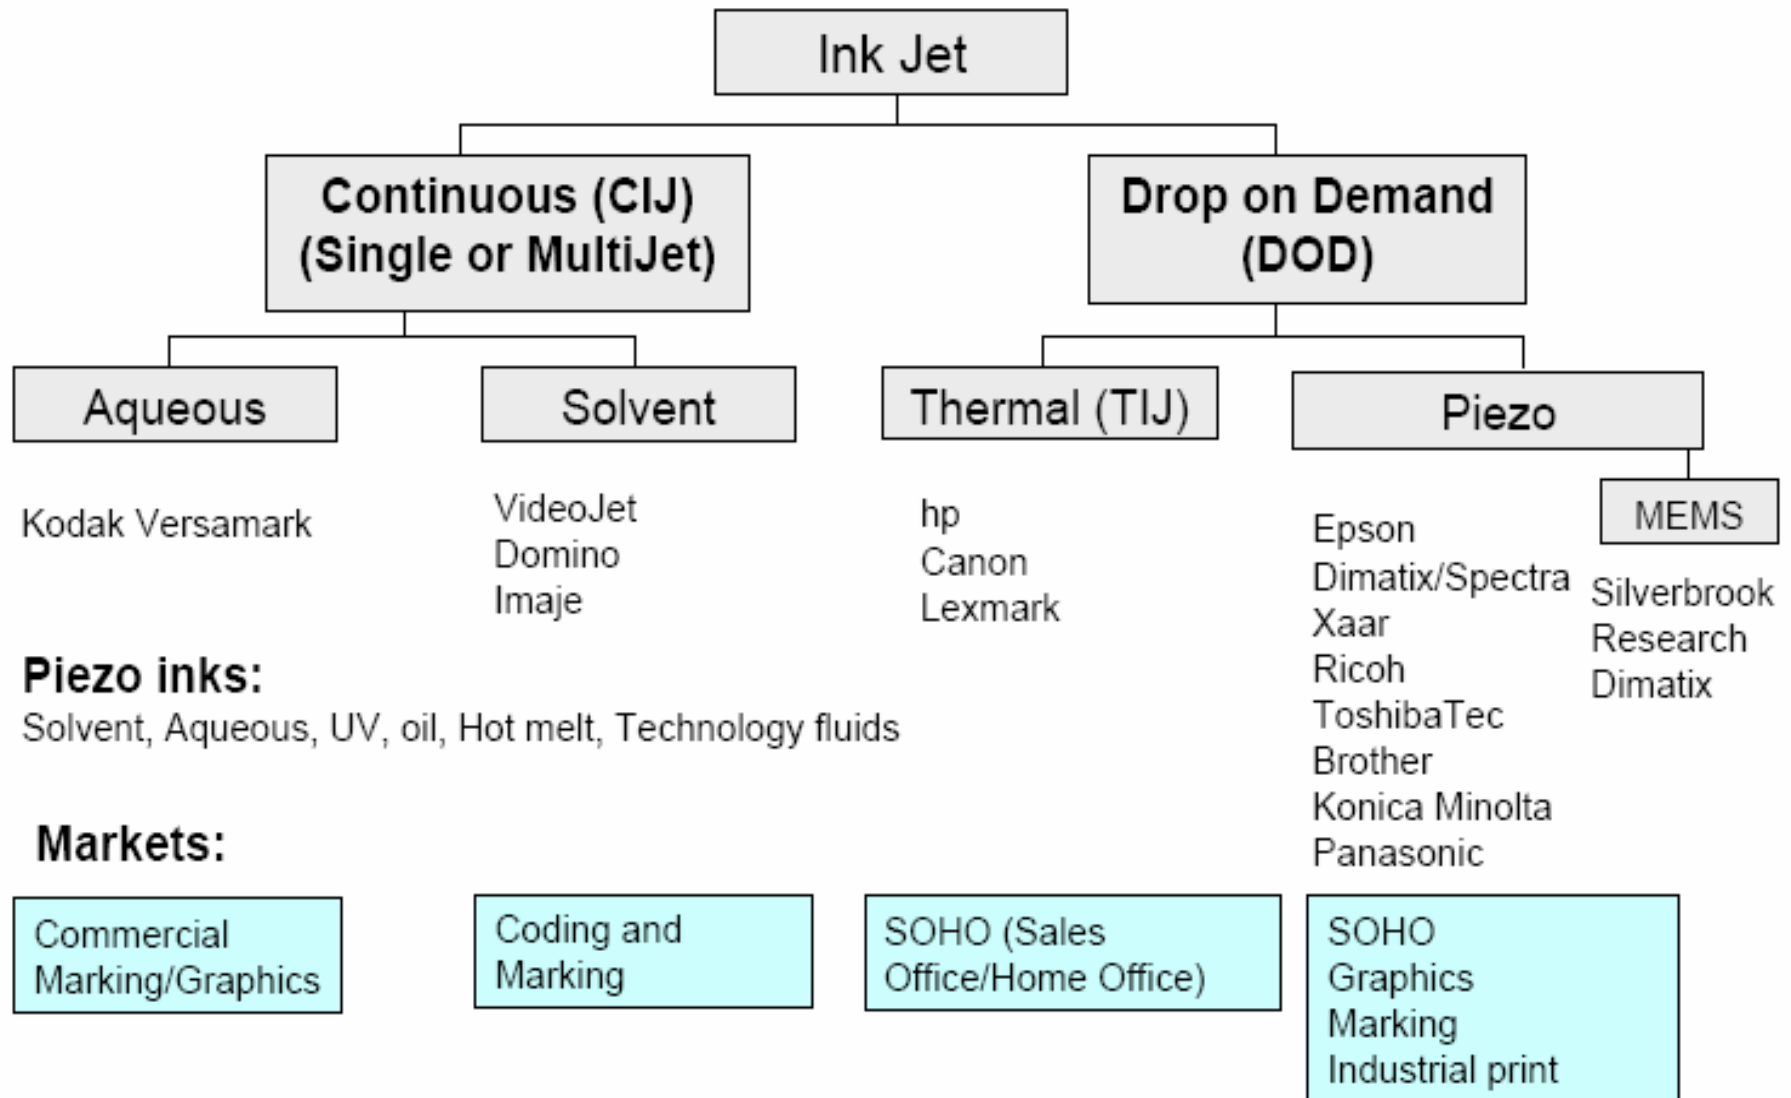 Ink Jet
Continuous (CIJ)
(Single or MultiJet)
Drop on Demand
(DOD)
Aqueous
Solvent
Thermal (TIJ)
Piezo
MEMS
Kodak Versamark
VideoJet
Domino
Imaje
hp
Canon
Lexmark
Epson
Dimatix/Spectra
Xaar
Ricoh
ToshibaTec
Brother
Konica Minolta
Panasonic
Silverbrook
Research
Dimatix
Piezo inks:
Solvent, Aqueous, UV, oil, Hot melt, Technology fluids
Markets:
Commercial
Marking/Graphics
Coding and
Marking
SOHO (Sales
Office/Home Office)
SOHO
Graphics
Marking
Industrial print